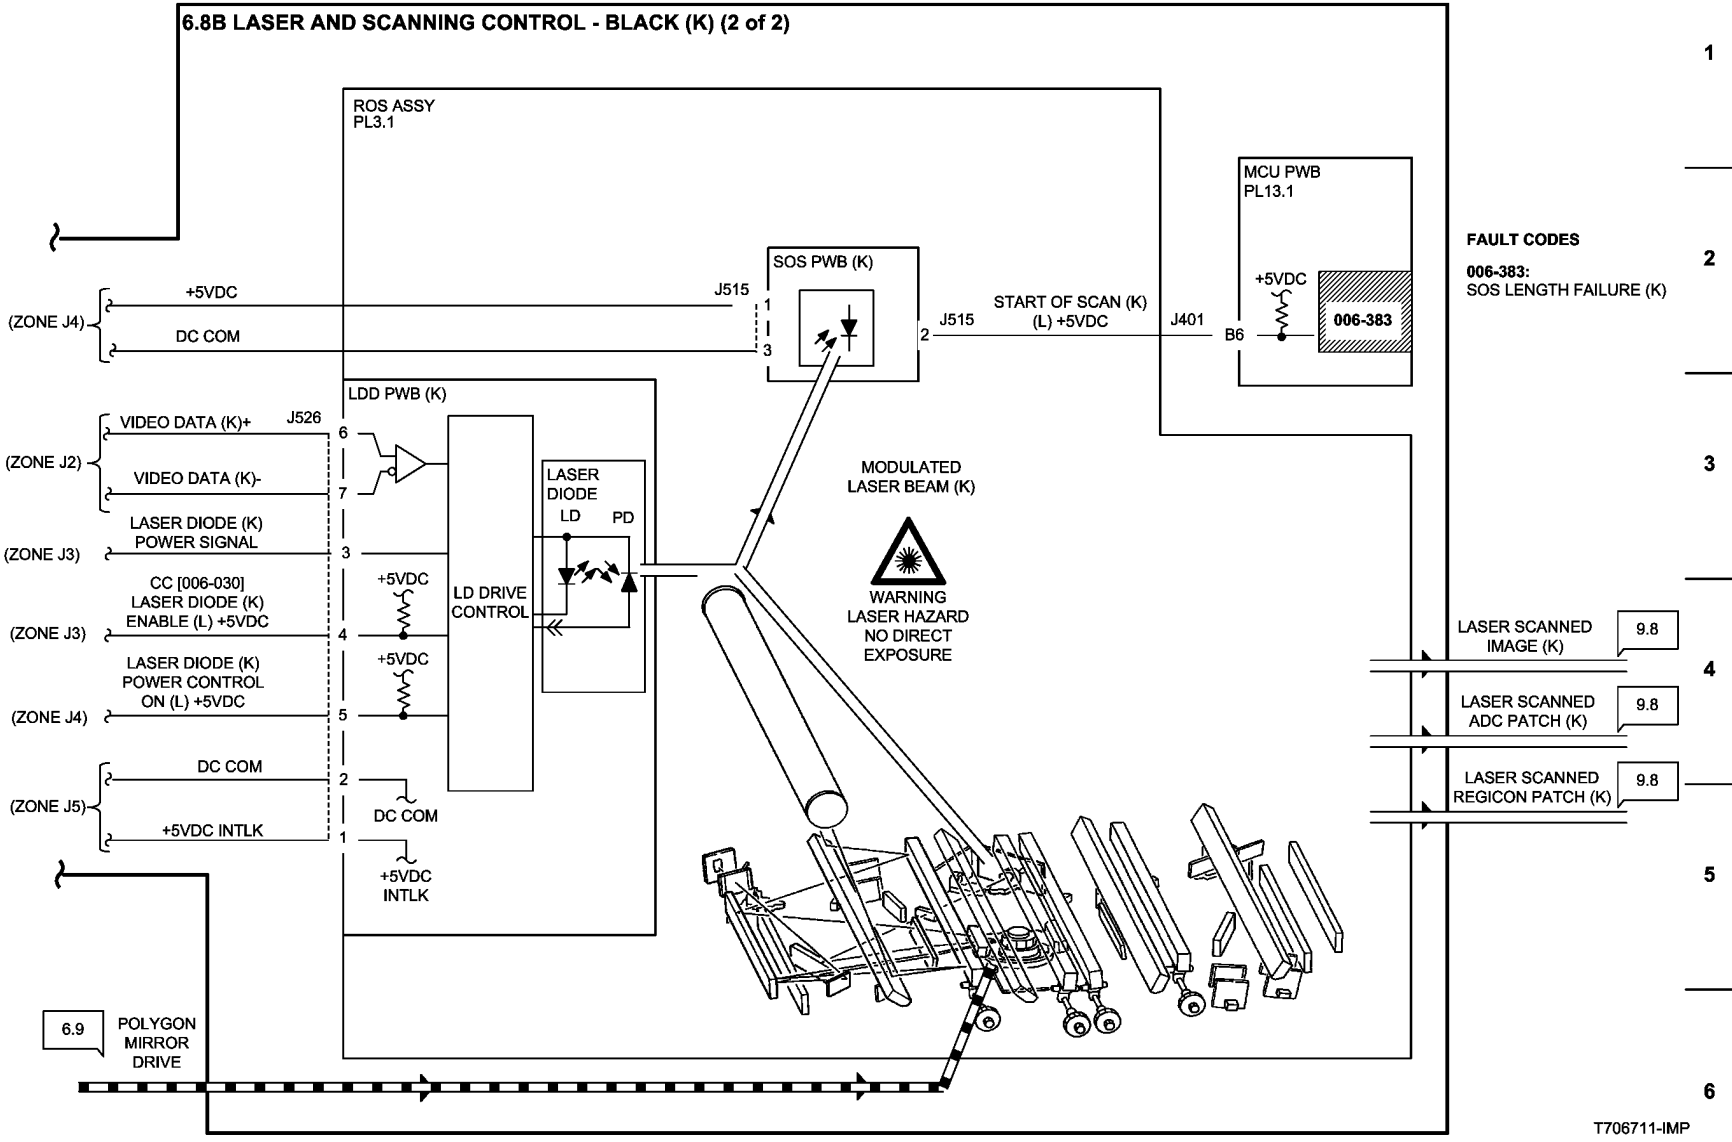 6.8B LASER AND SCANNING CONTROL - BLACK (K) (2 of 2)
1
ROS ASSY
PL3.1
MCU PWB
PL13.1
FAULT CODES
2
006-383:
SOS LENGTH FAILURE (K)
SOS PWB (K)
+5VDC
(ZONE J4)
+5VDC
J515
1
DC COM
3
J515
2
START OF SCAN (K)
(L) +5VDC
J401
B6
006-383
LDD PWB (K)
(ZONE J2)
VIDEO DATA (K)+
J526
6
VIDEO DATA (K)-
7
LASER
DIODE
LD
PD
MODULATED
LASER BEAM (K)
3
(ZONE J3)
LASER DIODE (K)
POWER SIGNAL
3
(ZONE J3)
CC [006-030]
LASER DIODE (K)
ENABLE (L) +5VDC
4
+5VDC
LD DRIVE
CONTROL
WARNING
LASER HAZARD
NO DIRECT
EXPOSURE
(ZONE J4)
LASER DIODE (K)
POWER CONTROL
ON (L) +5VDC
5
+5VDC
LASER SCANNED
IMAGE (K)
9.8
4
LASER SCANNED
ADC PATCH (K)
9.8
LASER SCANNED
REGICON PATCH (K)
9.8
(ZONE J5)
DC COM
2
DC COM
+5VDC INTLK
1
+5VDC
INTLK
5
6.9
POLYGON
MIRROR
DRIVE
6
T706711-IMP